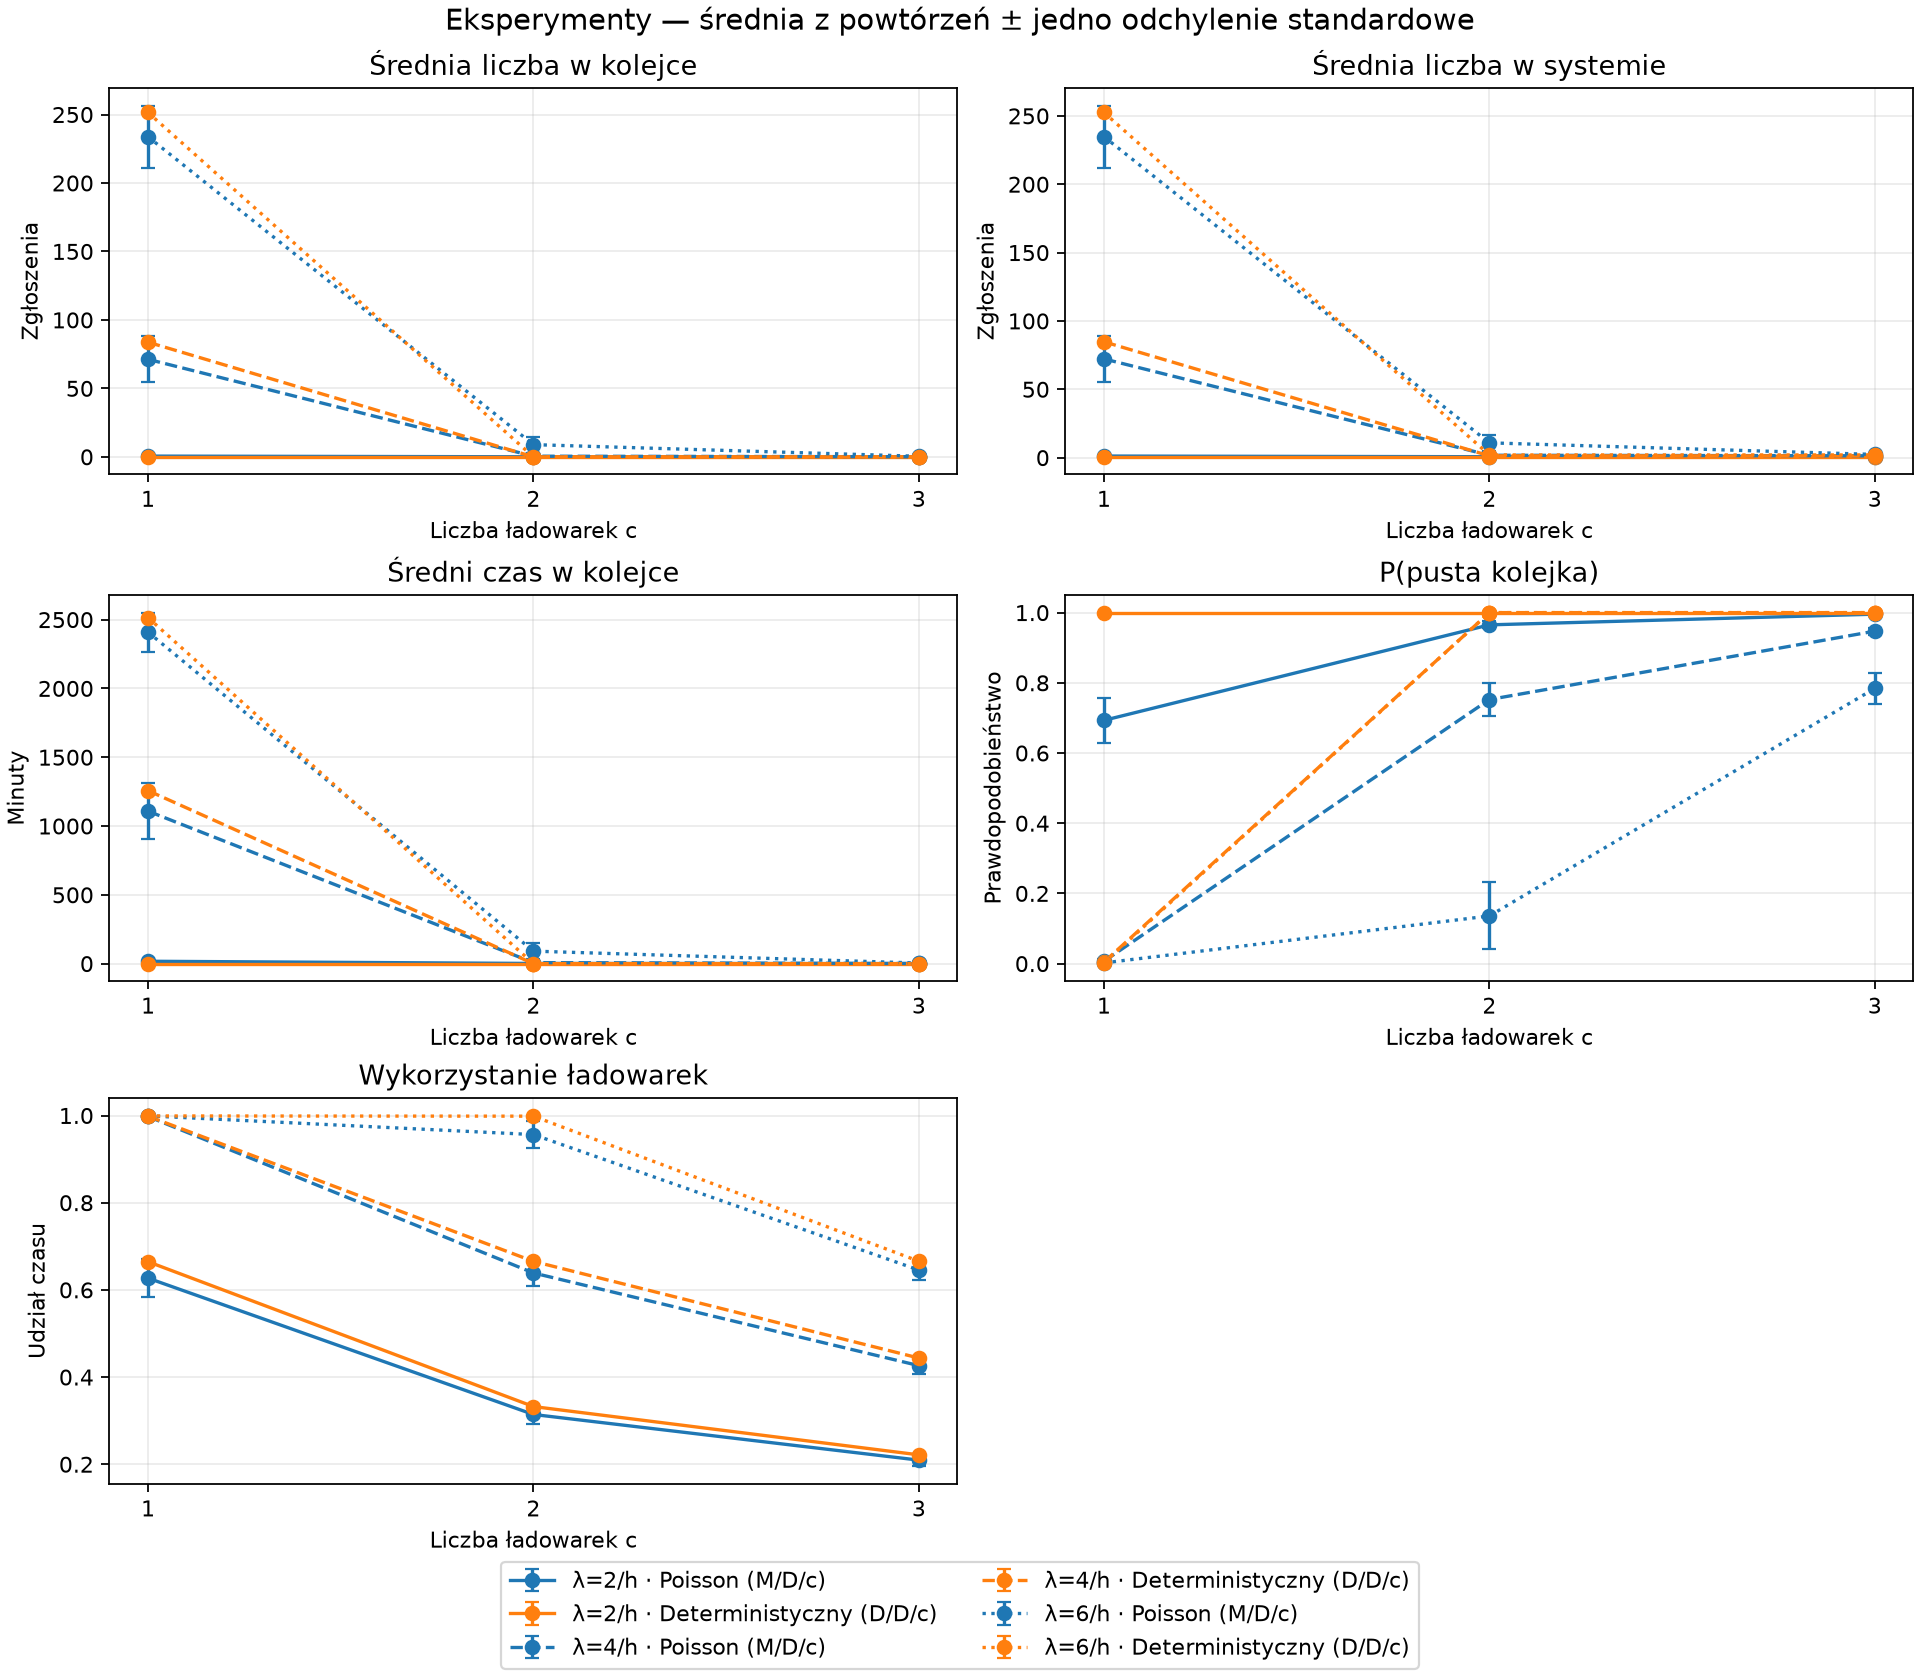 Eksperymenty — średnia z powtórzeń ± jedno odchylenie standardowe
Średnia liczba w kolejce
Zgłoszenia
250
200
150
100
50
0
1 2 3
Liczba ładowarek c
Średnia liczba w systemie
Zgłoszenia
250
200
150
100
50
0
1 2 3
Liczba ładowarek c
Średni czas w kolejce
Minuty
2500
2000
1500
1000
500
0
1 2 3
Liczba ładowarek c
P(pusta kolejka)
Prawdopodobieństwo
1.0
0.8
0.6
0.4
0.2
0.0
1 2 3
Liczba ładowarek c
Wykorzystanie ładowarek
Udział czasu
1.0
0.8
0.6
0.4
0.2
1 2 3
Liczba ładowarek c
λ=2/h · Poisson (M/D/c)
λ=2/h · Deterministyczny (D/D/c)
λ=4/h · Poisson (M/D/c)
λ=4/h · Deterministyczny (D/D/c)
λ=6/h · Poisson (M/D/c)
λ=6/h · Deterministyczny (D/D/c)